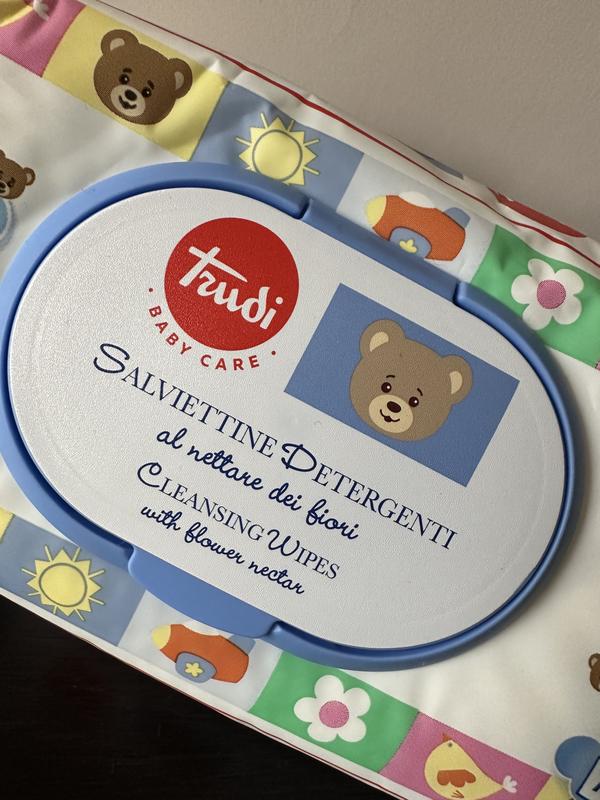 Trudi
• BABY CARE •
SALVIETTINE DETERGENTI
al nettare dei fiori
CLEANSING WIPES
with flower nectar